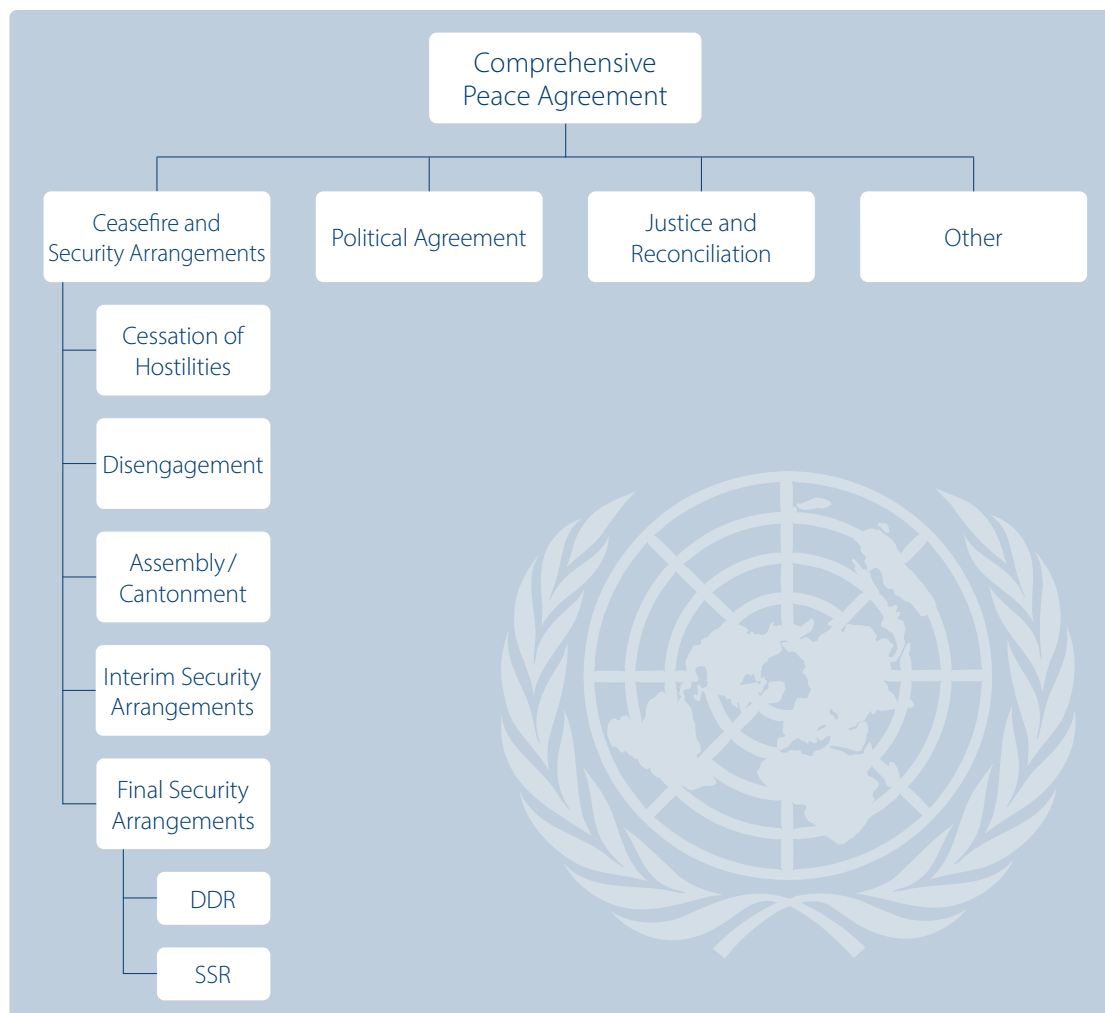 Comprehensive
Peace Agreement
Ceasefire and
Security Arrangements
Political Agreement
Justice and
Reconciliation
Other
Cessation of
Hostilities
Disengagement
Assembly/
Cantonment
Interim Security
Arrangements
Final Security
Arrangements
DDR
SSR